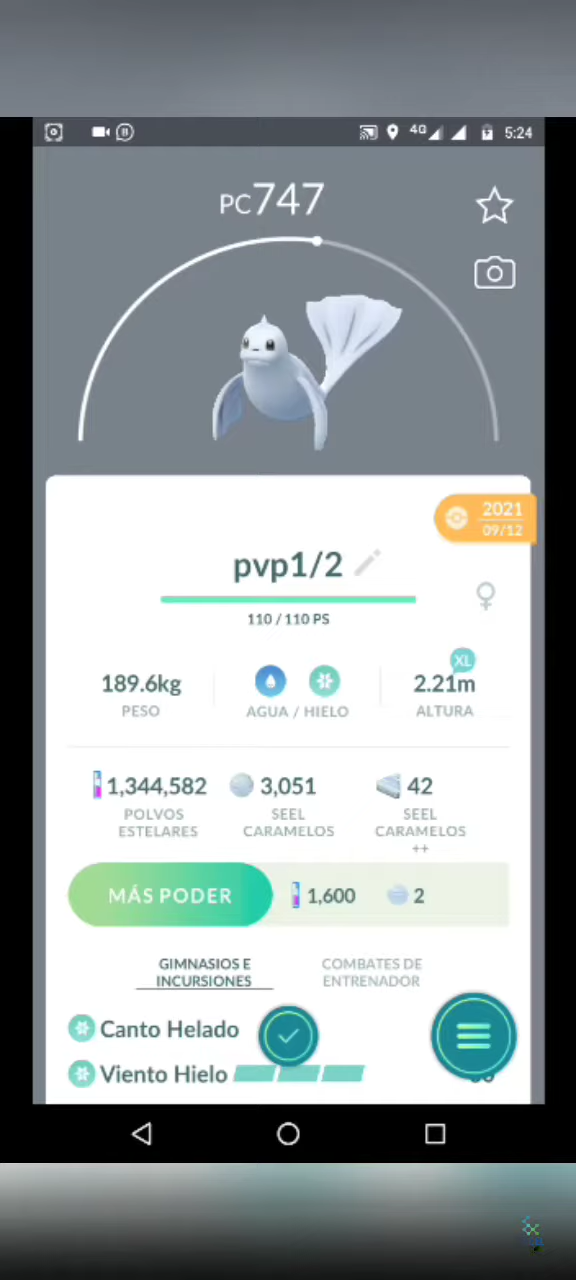 4G 5:24
PC747
2021
09/12
pvp1/2
110 / 110 PS
XL
189.6kg 2.21m
PESO AGUA / HIELO ALTURA
1,344,582 3,051 42
POLVOS ESTELARES SEEL CARAMELOS SEEL CARAMELOS ++
MÁS PODER 1,600 2
GIMNASIOS E INCURSIONES COMBATES DE ENTRENADOR
Canto Helado
Viento Hielo